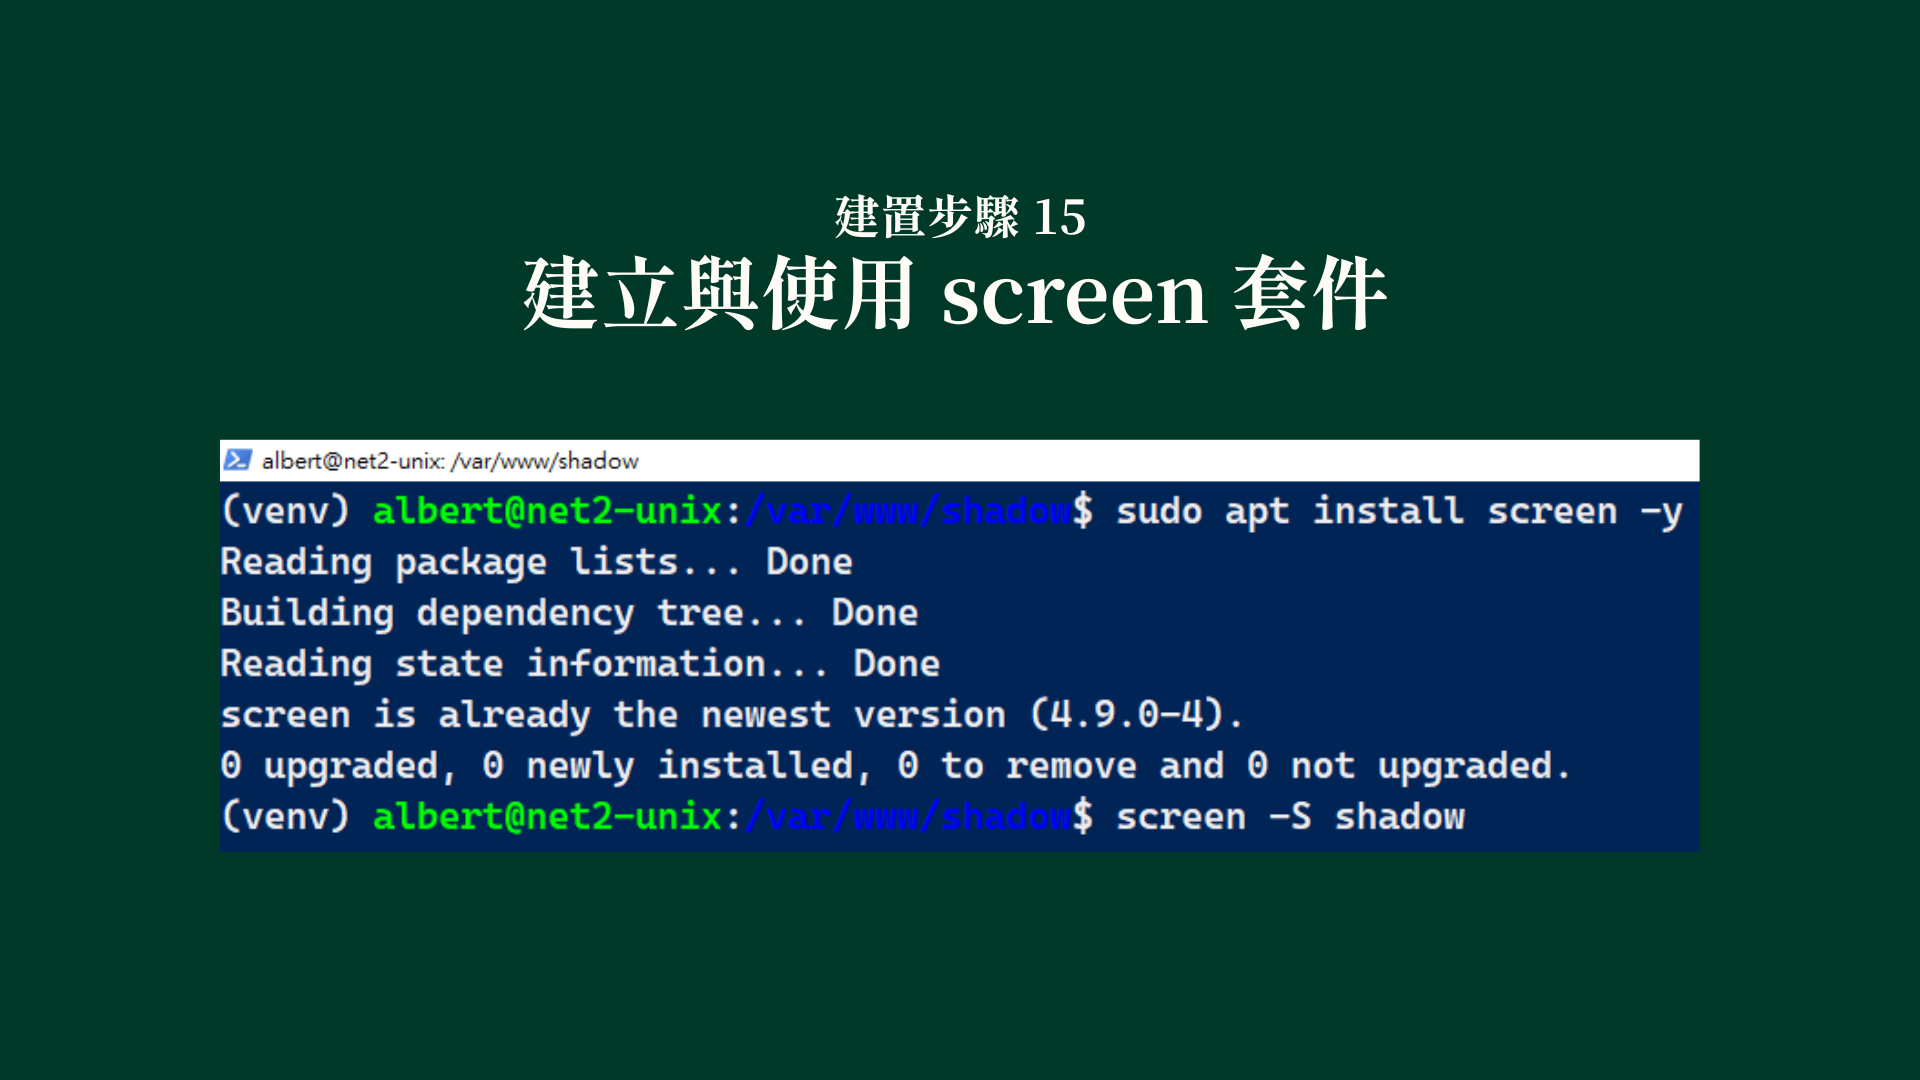 建置步驟 15
建立與使用 screen 套件
albert@net2-unix: /var/www/shadow
(venv) albert@net2-unix:/var/www/shadow$ sudo apt install screen -y
Reading package lists... Done
Building dependency tree... Done
Reading state information... Done
screen is already the newest version (4.9.0-4).
0 upgraded, 0 newly installed, 0 to remove and 0 not upgraded.
(venv) albert@net2-unix:/var/www/shadow$ screen -S shadow